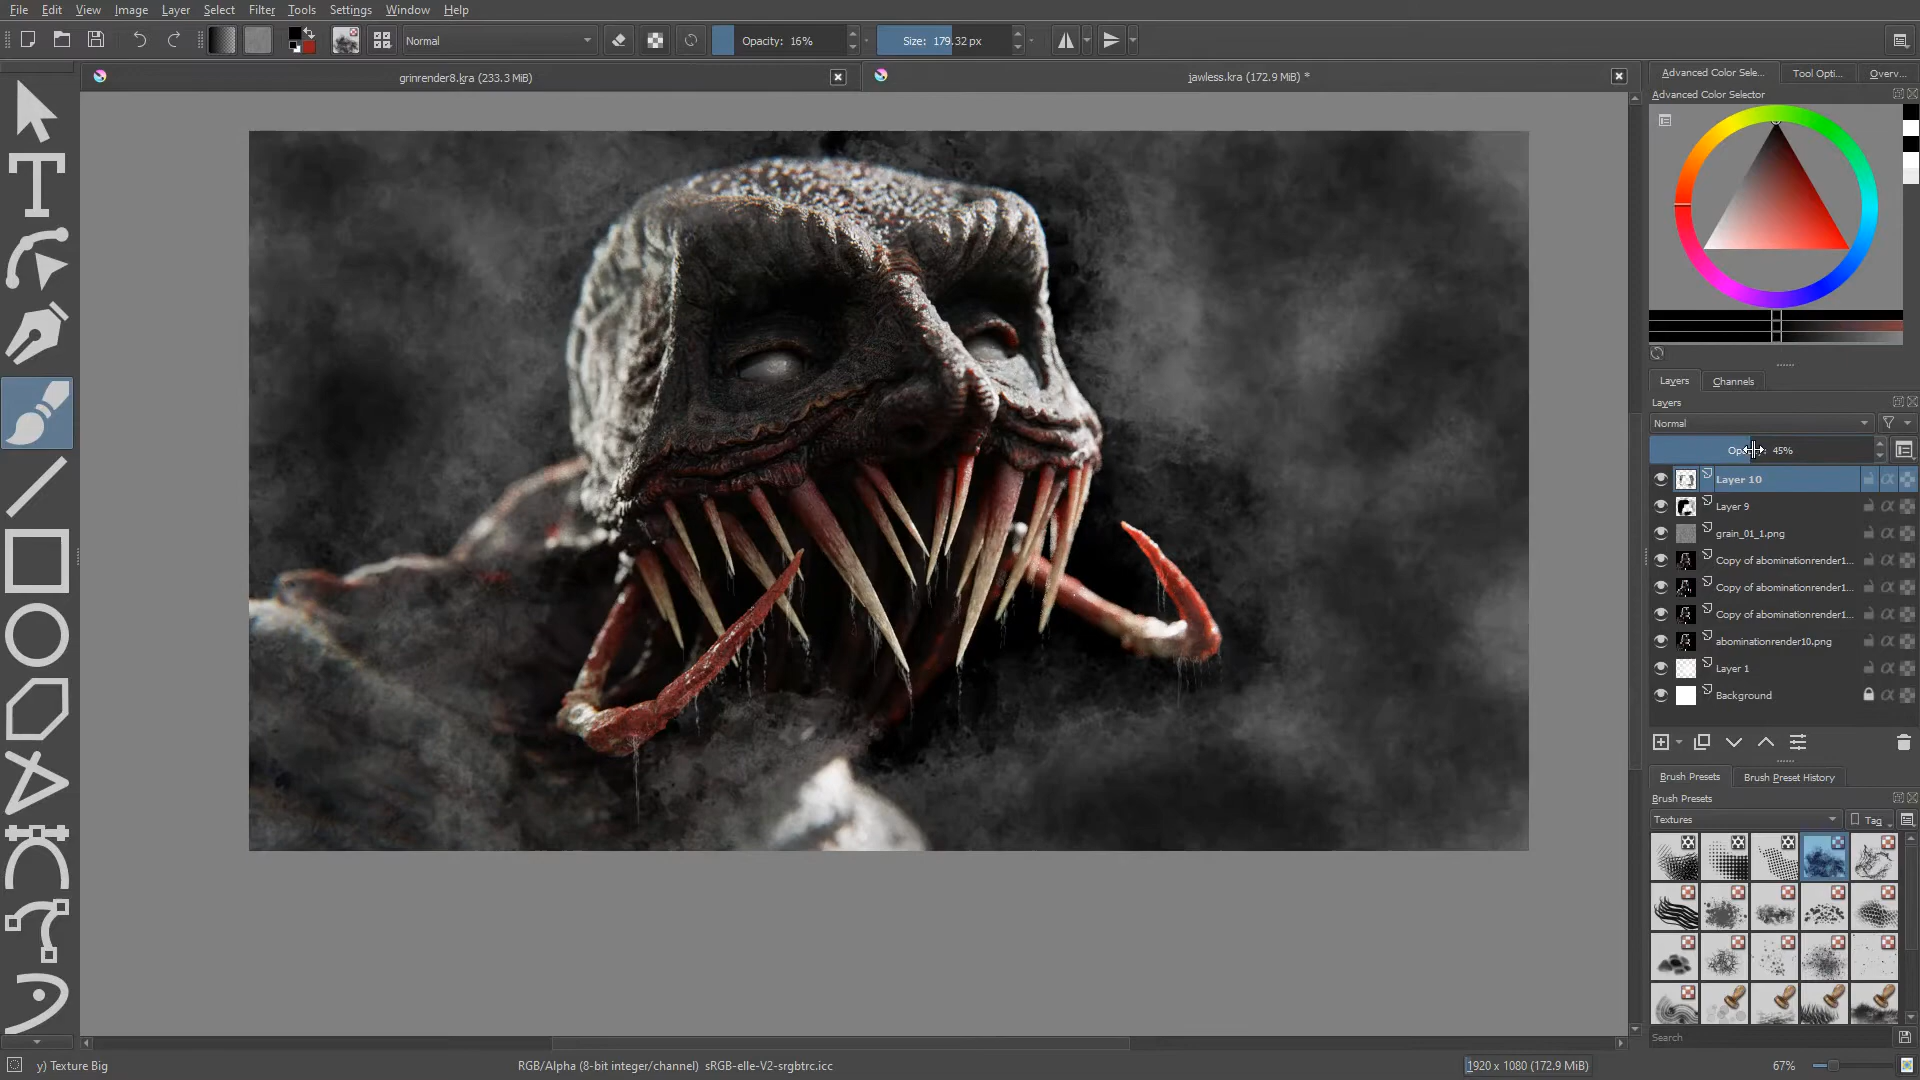 File Edit View Image Layer Select Filter Tools Settings Window Help
Normal
Opacity: 16%
Size: 179.32 px
grinrender8.kra (233.3 MiB)
jawless.kra (172.9 MiB) *
Advanced Color Sele...
Tool Opti...
Overv...
Advanced Color Selector
Layers
Channels
Layers
Normal
45%
Layer 10
Layer 9
grain_01_1.png
Copy of abominationrender1...
Copy of abominationrender1...
Copy of abominationrender1...
abominationrender10.png
Layer 1
Background
Brush Presets
Brush Preset History
Brush Presets
Textures
Tag
Search
y) Texture Big
RGB/Alpha (8-bit integer/channel) sRGB-elle-V2-srgbtrc.icc
1920 x 1080 (172.9 MiB)
67%